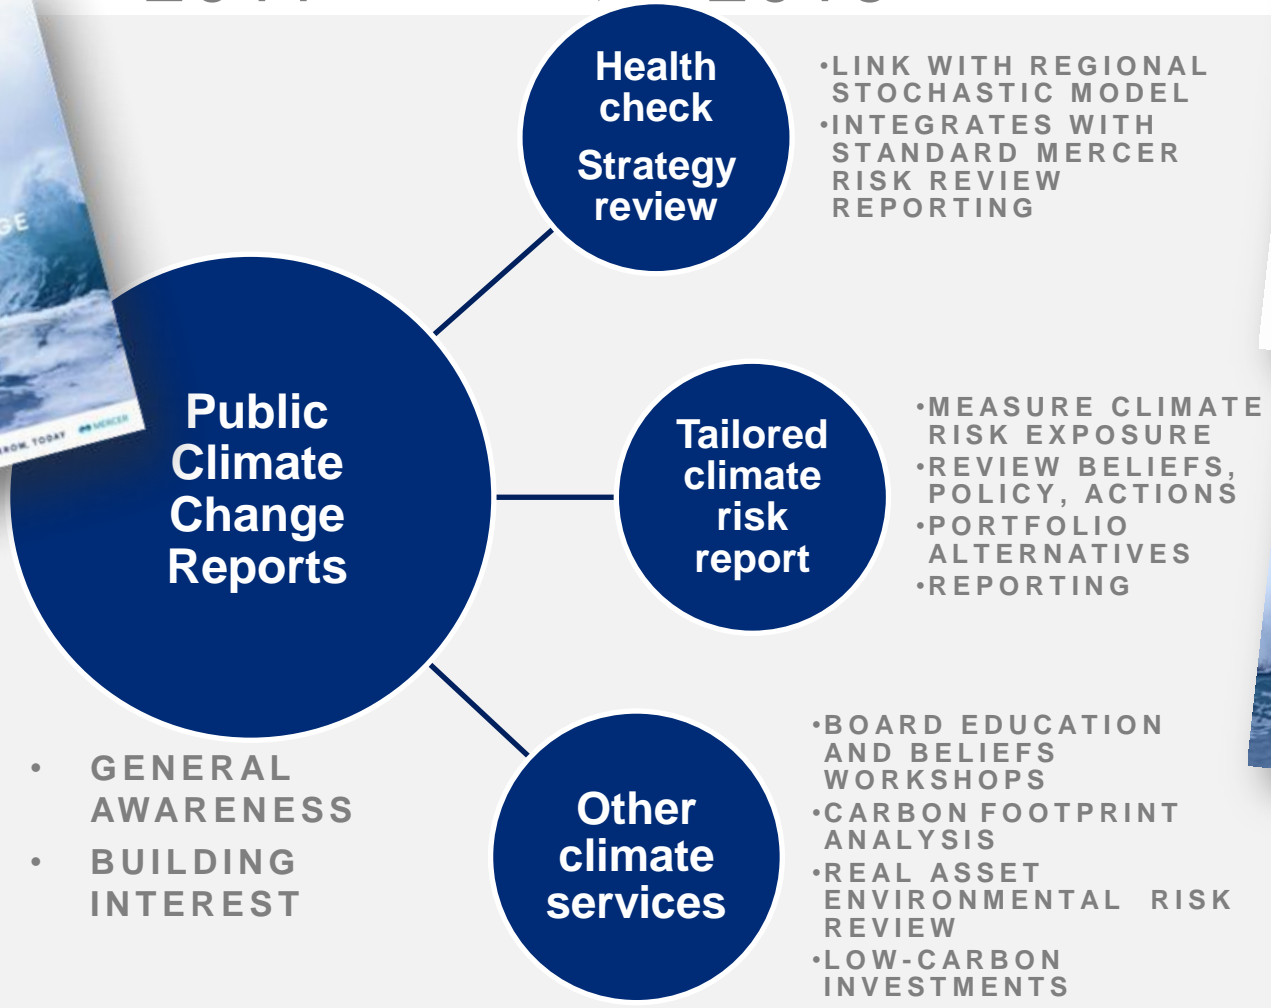 Health
check
Strategy
review
•LINK WITH REGIONAL
STOCHASTIC MODEL
•INTEGRATES WITH
STANDARD MERCER
RISK REVIEW
REPORTING
Public
Climate
Change
Reports
TODAY MERCER
Tailored
climate
risk
report
•MEASURE CLIMATE
RISK EXPOSURE
•REVIEW BELIEFS,
POLICY, ACTIONS
•PORTFOLIO
ALTERNATIVES
•REPORTING
• GENERAL
AWARENESS
• BUILDING
INTEREST
Other
climate
services
•BOARD EDUCATION
AND BELIEFS
WORKSHOPS
•CARBON FOOTPRINT
ANALYSIS
•REAL ASSET
ENVIRONMENTAL RISK
REVIEW
•LOW-CARBON
INVESTMENTS